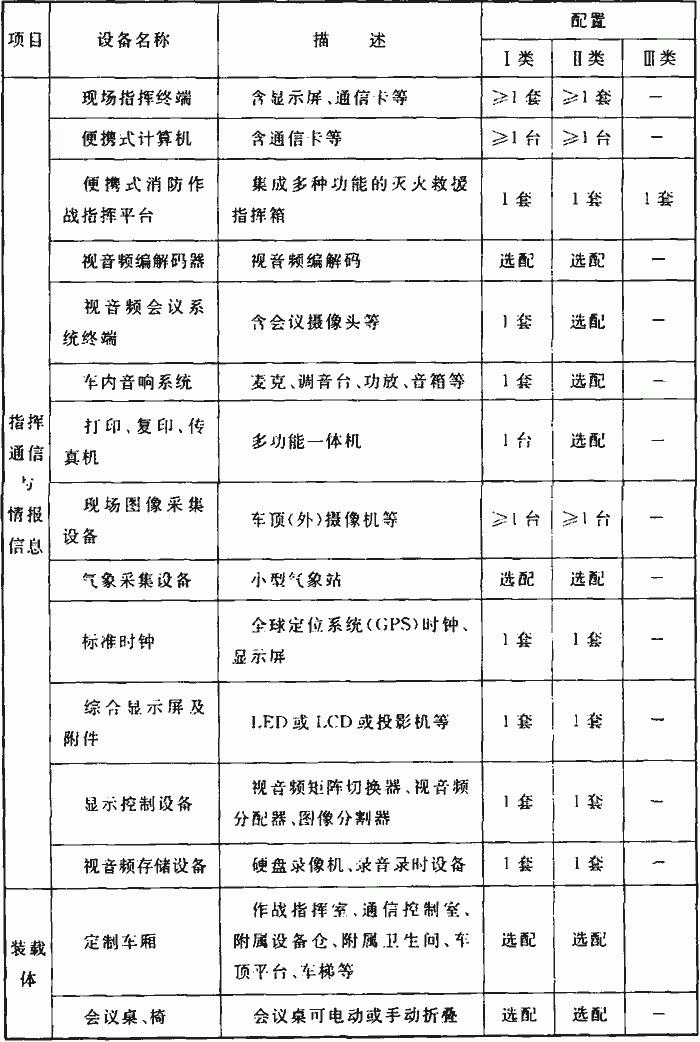 项目 设备名称 描 述 配置
Ⅰ类 Ⅱ类 Ⅲ类
指挥
通信
与
情报
信息
现场指挥终端 含显示屏、通信卡等 ≥1套 ≥1套 —
便携式计算机 含通信卡等 ≥1台 ≥1台 —
便携式消防作
战指挥平台
集成多种功能的灭火救援
指挥箱
1套 1套 1套
视音频编解码器 视音频编解码 选配 选配 —
视音频会议系
统终端
含会议摄像头等 1套 选配 —
车内音响系统 麦克、调音台、功放、音箱等 1套 选配 —
打印、复印、传
真机
多功能一体机 1台 选配 —
现场图像采集
设备
车顶(外)摄像机等 ≥1台 ≥1台 —
气象采集设备 小型气象站 选配 选配 —
标准时钟
全球定位系统(GPS)时钟、
显示屏
1套 1套 —
综合显示屏及
附件
LED或LCD或投影机等 1套 1套 —
显示控制设备
视音频矩阵切换器、视音频
分配器、图像分割器
1套 1套 —
视音频存储设备 硬盘录像机、录音录时设备 1套 1套 —
装载
体
定制车厢
作战指挥室、通信控制室、
附属设备仓、附属卫生间、车
顶平台、车梯等
选配 选配
会议桌、椅 会议桌可电动或手动折叠 选配 选配 —